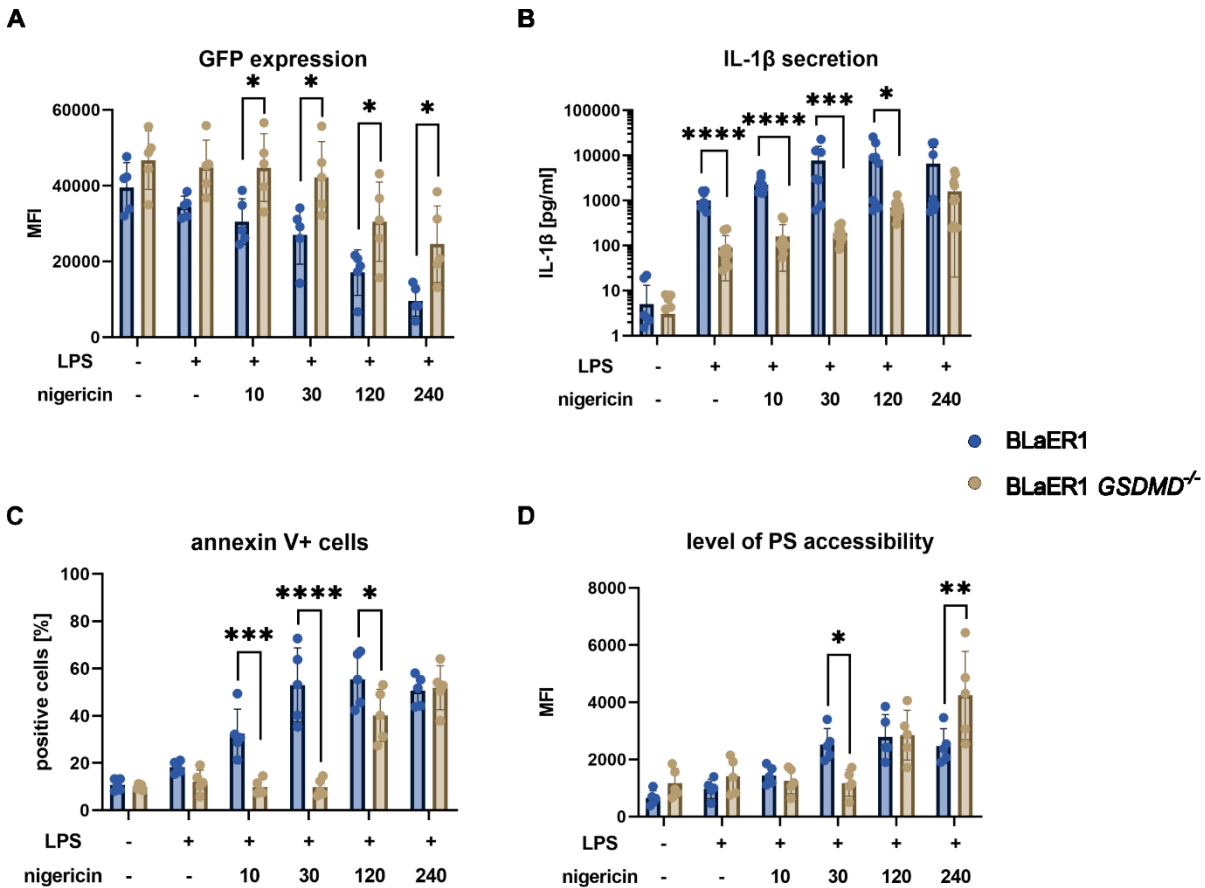 A
GFP expression
MFI
60000
40000
20000
0
* * * *
LPS - + + + + +
nigericin - - 10 30 120 240
B
IL-1β secretion
IL-1β [pg/ml]
100000
10000
1000
100
10
1
**** **** *** *
LPS - + + + + +
nigericin - - 10 30 120 240
BLaER1
BLaER1 GSDMD-/-
C
annexin V+ cells
positive cells [%]
100
80
60
40
20
0
*** **** *
LPS - + + + + +
nigericin - - 10 30 120 240
D
level of PS accessibility
MFI
8000
6000
4000
2000
0
* **
LPS - + + + + +
nigericin - - 10 30 120 240